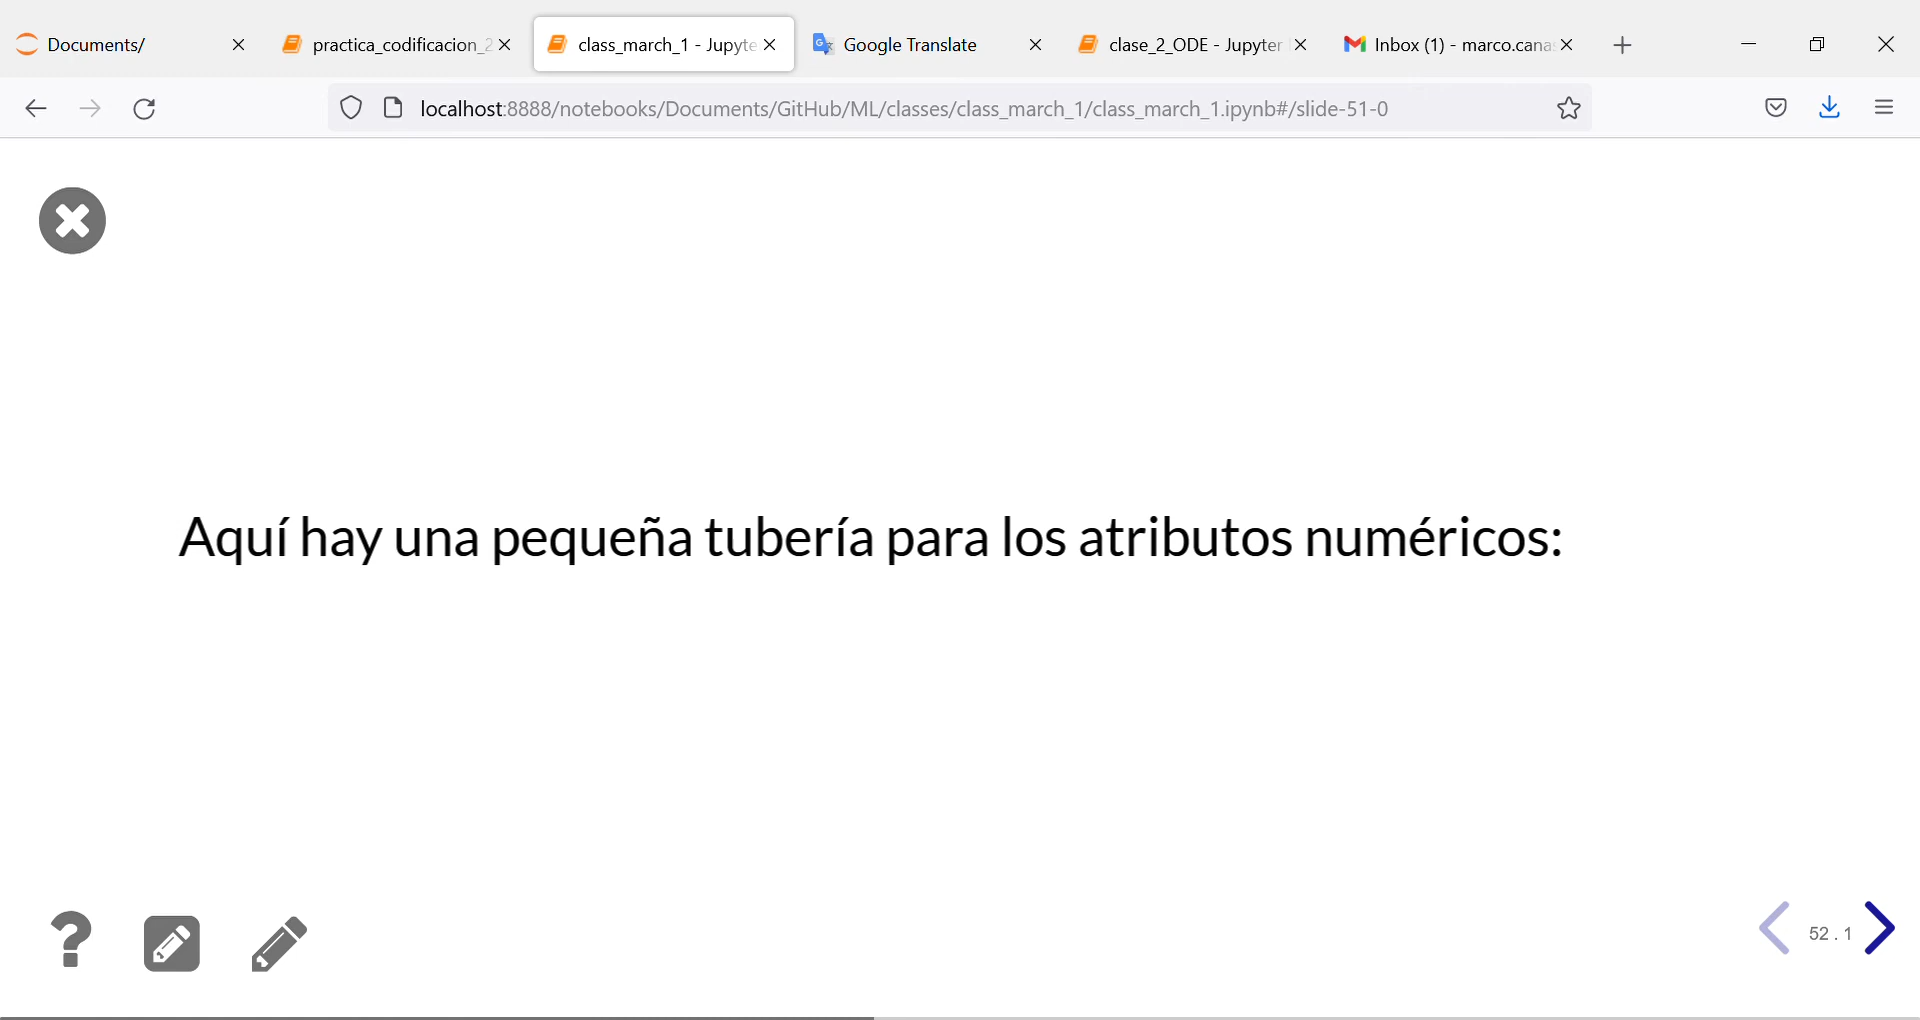 Documents/
practica_codificacion_2
class_march_1 - Jupyte
Google Translate
clase_2_ODE - Jupyter
Inbox (1) - marco.cana
localhost:8888/notebooks/Documents/GitHub/ML/classes/class_march_1/class_march_1.ipynb#/slide-51-0
Aquí hay una pequeña tubería para los atributos numéricos:
52 . 1